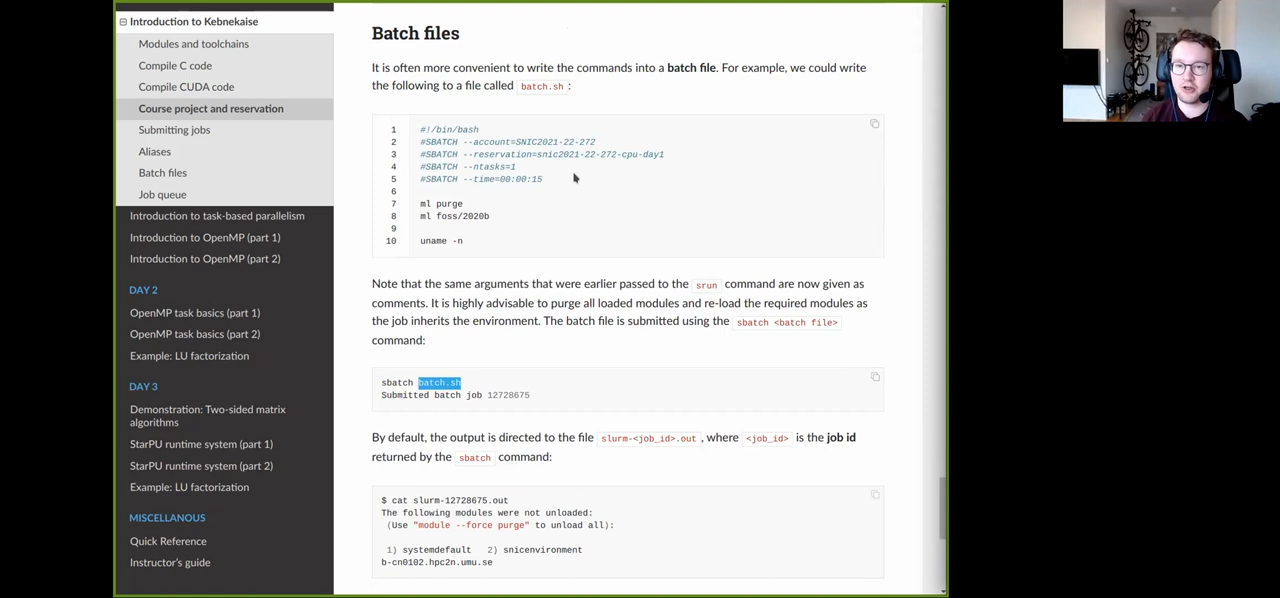 Introduction to Kebnekaise
Modules and toolchains
Compile C code
Compile CUDA code
Course project and reservation
Submitting jobs
Aliases
Batch files
Job queue
Introduction to task-based parallelism
Introduction to OpenMP (part 1)
Introduction to OpenMP (part 2)
DAY 2
OpenMP task basics (part 1)
OpenMP task basics (part 2)
Example: LU factorization
DAY 3
Demonstration: Two-sided matrix
algorithms
StarPU runtime system (part 1)
StarPU runtime system (part 2)
Example: LU factorization
MISCELLANOUS
Quick Reference
Instructor's guide
Batch files
It is often more convenient to write the commands into a batch file. For example, we could write
the following to a file called batch.sh :
1 #!/bin/bash
2 #SBATCH --account=SNIC2021-22-272
3 #SBATCH --reservation=snic2021-22-272-cpu-day1
4 #SBATCH --ntasks=1
5 #SBATCH --time=00:00:15
6
7 ml purge
8 ml foss/2020b
9
10 uname -n
Note that the same arguments that were earlier passed to the srun command are now given as
comments. It is highly advisable to purge all loaded modules and re-load the required modules as
the job inherits the environment. The batch file is submitted using the sbatch <batch file>
command:
sbatch batch.sh
Submitted batch job 12728675
By default, the output is directed to the file slurm-<job_id>.out , where <job_id> is the job id
returned by the sbatch command:
$ cat slurm-12728675.out
The following modules were not unloaded:
(Use "module --force purge" to unload all):
1) systemdefault 2) snicenvironment
b-cn0102.hpc2n.umu.se